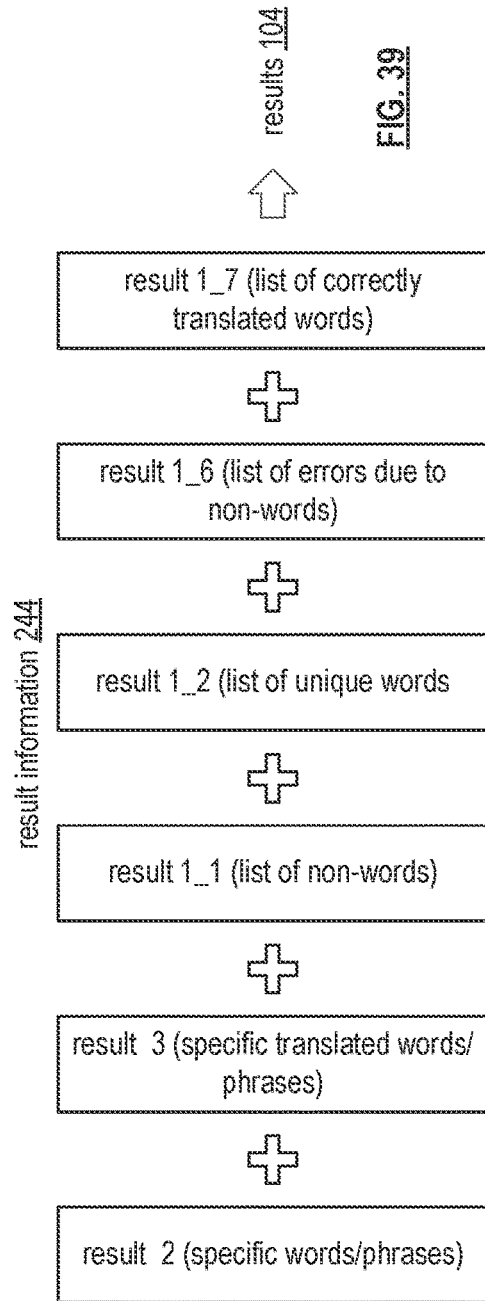 results 104
FIG. 39
result information 244
result 1_7 (list of correctly
translated words)
result 1_6 (list of errors due to
non-words)
result 1_2 (list of unique words
result 1_1 (list of non-words)
result 3 (specific translated words/
phrases)
result 2 (specific words/phrases)